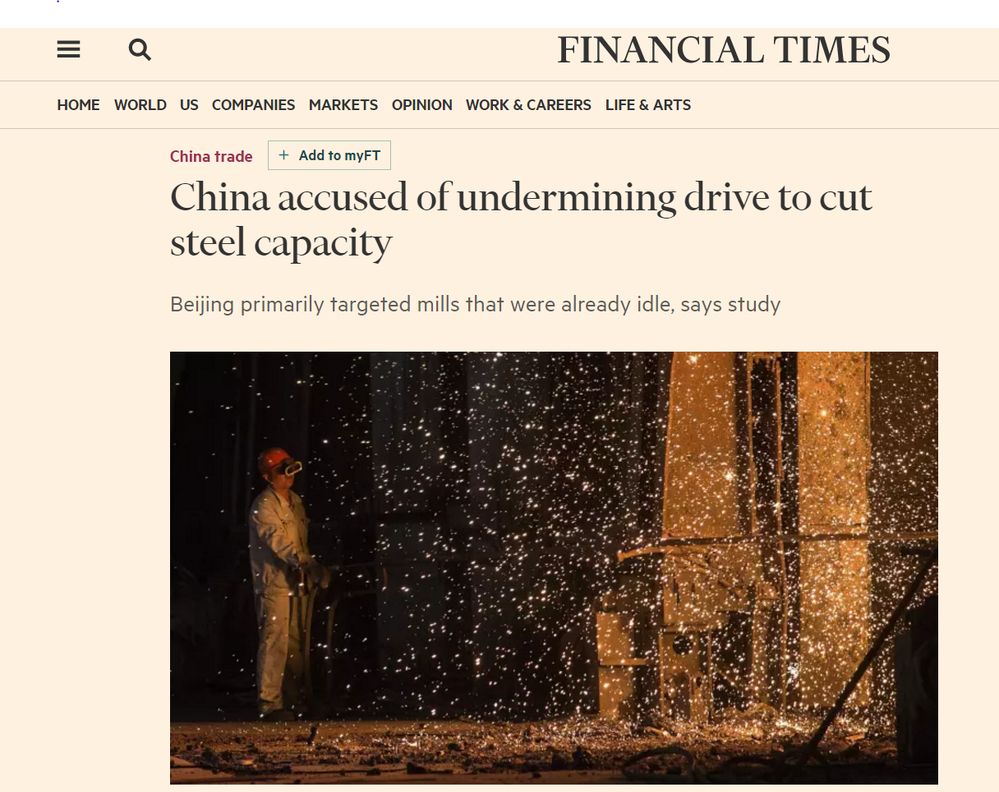 FINANCIAL TIMES
HOME WORLD US COMPANIES MARKETS OPINION WORK & CAREERS LIFE & ARTS
China trade + Add to myFT
China accused of undermining drive to cut
steel capacity
Beijing primarily targeted mills that were already idle, says study